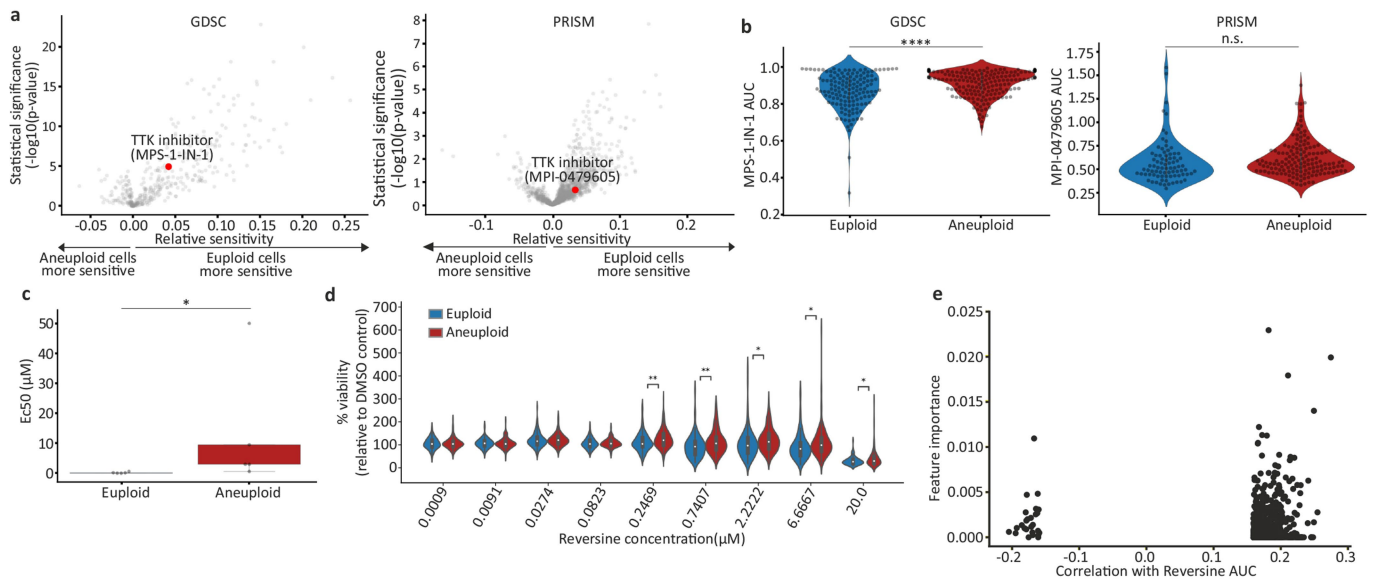 a
GDSC
Statistical significance
(-log10(p-value))
20
15
10
5
0
TTK inhibitor
(MPS-1-IN-1)
-0.05
0.00
0.05
0.10
0.15
0.20
0.25
Relative sensitivity
Aneuploid cells
more sensitive
Euploid cells
more sensitive
PRISM
Statistical significance
(-log10(p-value))
8
7
6
5
4
3
2
1
0
TTK inhibitor
(MPI-0479605)
-0.1
0.0
0.1
0.2
Relative sensitivity
Aneuploid cells
more sensitive
Euploid cells
more sensitive
b
GDSC
****
MPS-1-IN-1 AUC
1.0
0.8
0.6
0.4
0.2
Euploid
Aneuploid
PRISM
n.s.
MPI-0479605 AUC
1.75
1.50
1.25
1.00
0.75
0.50
0.25
Euploid
Aneuploid
c
*
Ec50 (µM)
50
40
30
20
10
0
Euploid
Aneuploid
d
% viability
(relative to DMSO control)
700
600
500
400
300
200
100
0
Euploid
Aneuploid
**
**
*
*
*
0.0009
0.0091
0.0274
0.0823
0.2469
0.7407
2.2222
6.6667
20.0
Reversine concentration(µM)
e
Feature importance
0.025
0.020
0.015
0.010
0.005
0.000
-0.2
-0.1
0.0
0.1
0.2
0.3
Correlation with Reversine AUC